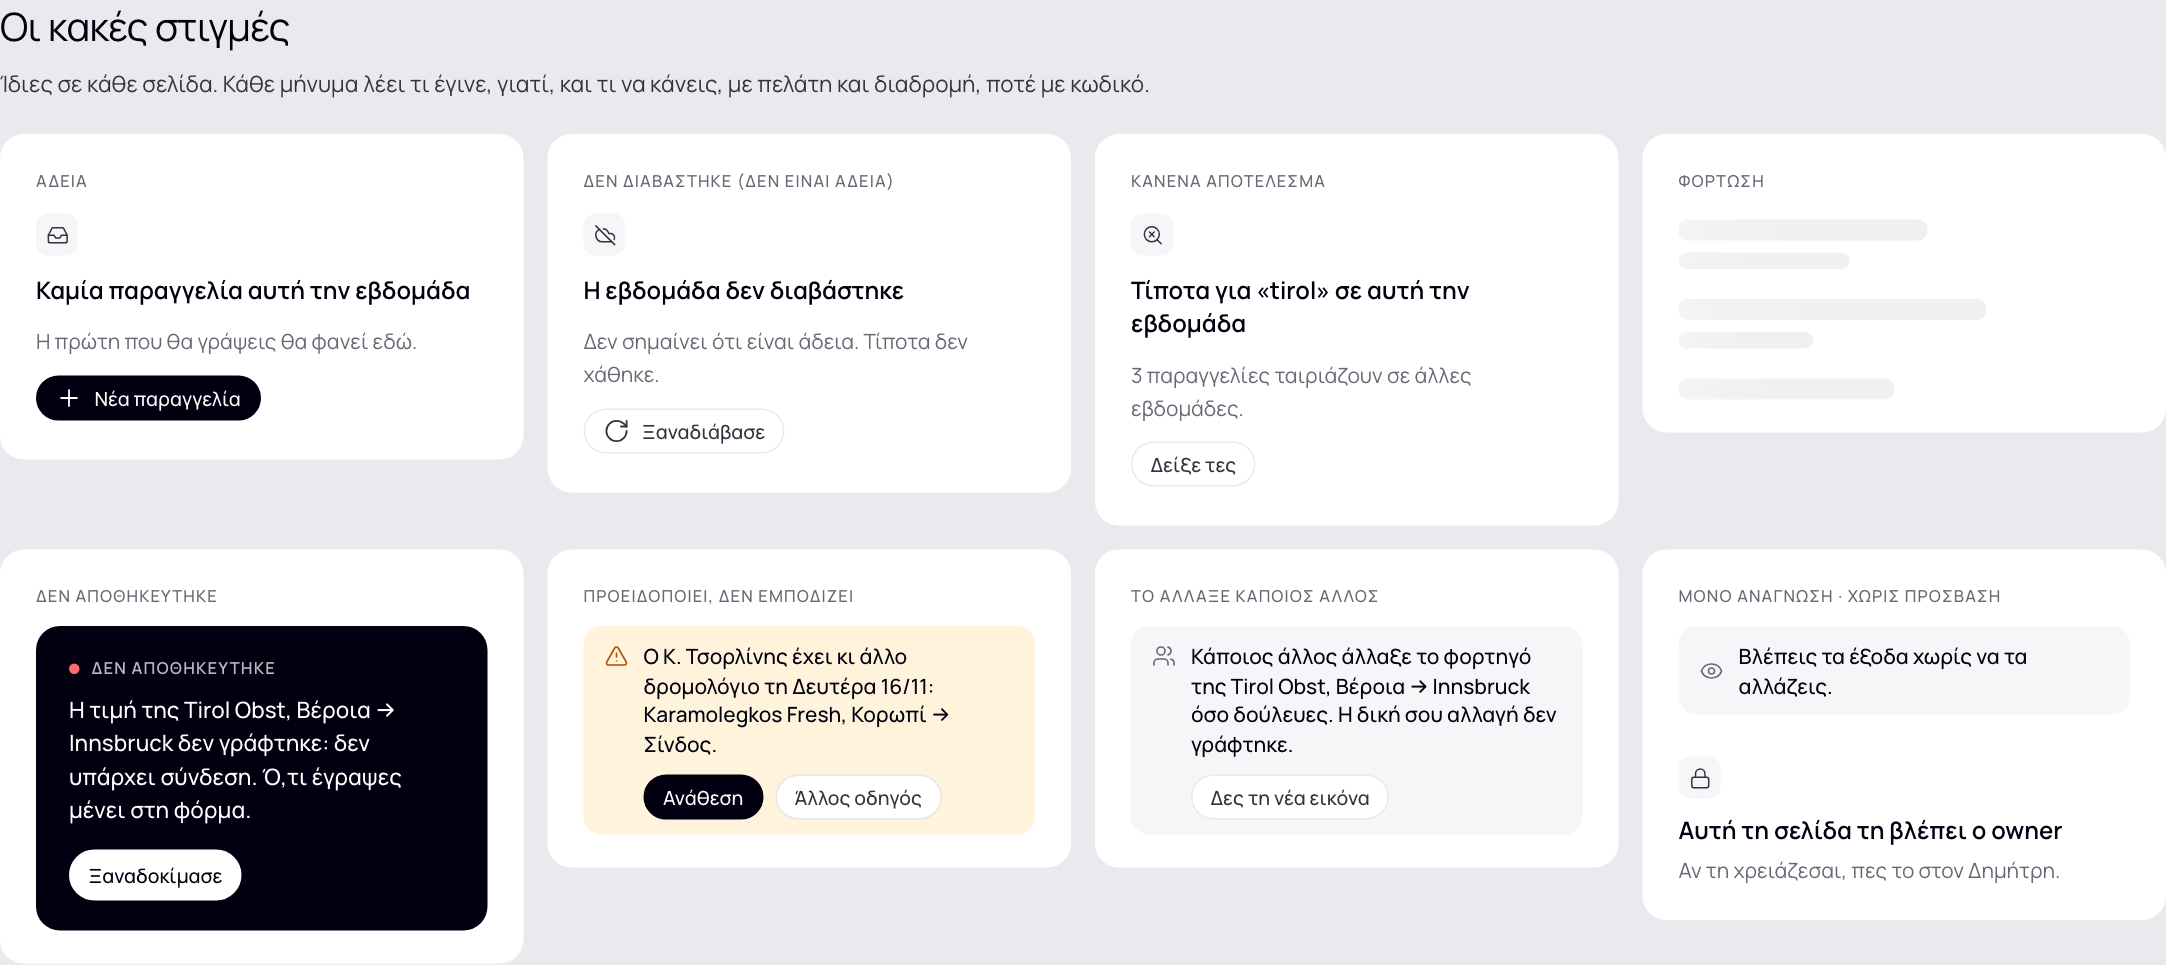 Οι κακές στιγμές
Ίδιες σε κάθε σελίδα. Κάθε μήνυμα λέει τι έγινε, γιατί, και τι να κάνεις, με πελάτη και διαδρομή, ποτέ με κωδικό.
ΑΔΕΙΑ
Καμία παραγγελία αυτή την εβδομάδα
Η πρώτη που θα γράψεις θα φανεί εδώ.
Νέα παραγγελία
ΔΕΝ ΔΙΑΒΑΣΤΗΚΕ (ΔΕΝ ΕΙΝΑΙ ΑΔΕΙΑ)
Η εβδομάδα δεν διαβάστηκε
Δεν σημαίνει ότι είναι άδεια. Τίποτα δεν
χάθηκε.
Ξαναδιάβασε
ΚΑΝΕΝΑ ΑΠΟΤΕΛΕΣΜΑ
Τίποτα για «tirol» σε αυτή την
εβδομάδα
3 παραγγελίες ταιριάζουν σε άλλες
εβδομάδες.
Δείξε τες
ΦΟΡΤΩΣΗ
ΔΕΝ ΑΠΟΘΗΚΕΥΤΗΚΕ
ΔΕΝ ΑΠΟΘΗΚΕΥΤΗΚΕ
Η τιμή της Tirol Obst, Βέροια →
Innsbruck δεν γράφτηκε: δεν
υπάρχει σύνδεση. Ό,τι έγραψες
μένει στη φόρμα.
Ξαναδοκίμασε
ΠΡΟΕΙΔΟΠΟΙΕΙ, ΔΕΝ ΕΜΠΟΔΙΖΕΙ
Ο Κ. Τσορλίνης έχει κι άλλο
δρομολόγιο τη Δευτέρα 16/11:
Karamolegkos Fresh, Κορωπί →
Σίνδος.
Ανάθεση
Άλλος οδηγός
ΤΟ ΑΛΛΑΞΕ ΚΑΠΟΙΟΣ ΑΛΛΟΣ
Κάποιος άλλος άλλαξε το φορτηγό
της Tirol Obst, Βέροια → Innsbruck
όσο δούλευες. Η δική σου αλλαγή δεν
γράφτηκε.
Δες τη νέα εικόνα
ΜΟΝΟ ΑΝΑΓΝΩΣΗ · ΧΩΡΙΣ ΠΡΟΣΒΑΣΗ
Βλέπεις τα έξοδα χωρίς να τα
αλλάζεις.
Αυτή τη σελίδα τη βλέπει ο owner
Αν τη χρειάζεσαι, πες το στον Δημήτρη.